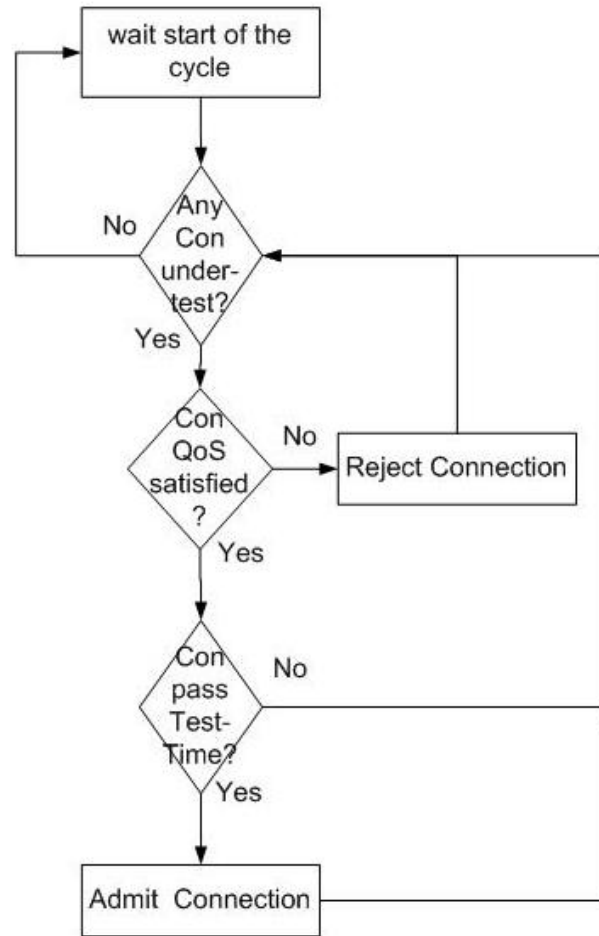 wait start of the
cycle
No
Any
Con
under-
test?
Yes
Con
QoS
satisfied
?
No
Reject Connection
Yes
Con
pass
Test-
Time?
No
Yes
Admit Connection